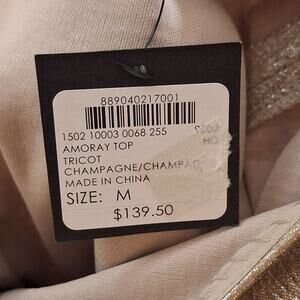 889040217001
1502 10003 0068 255
AMORAY TOP
TRICOT
CHAMPAGNE/CHAMPAG
MADE IN CHINA
SIZE: M
$139.50